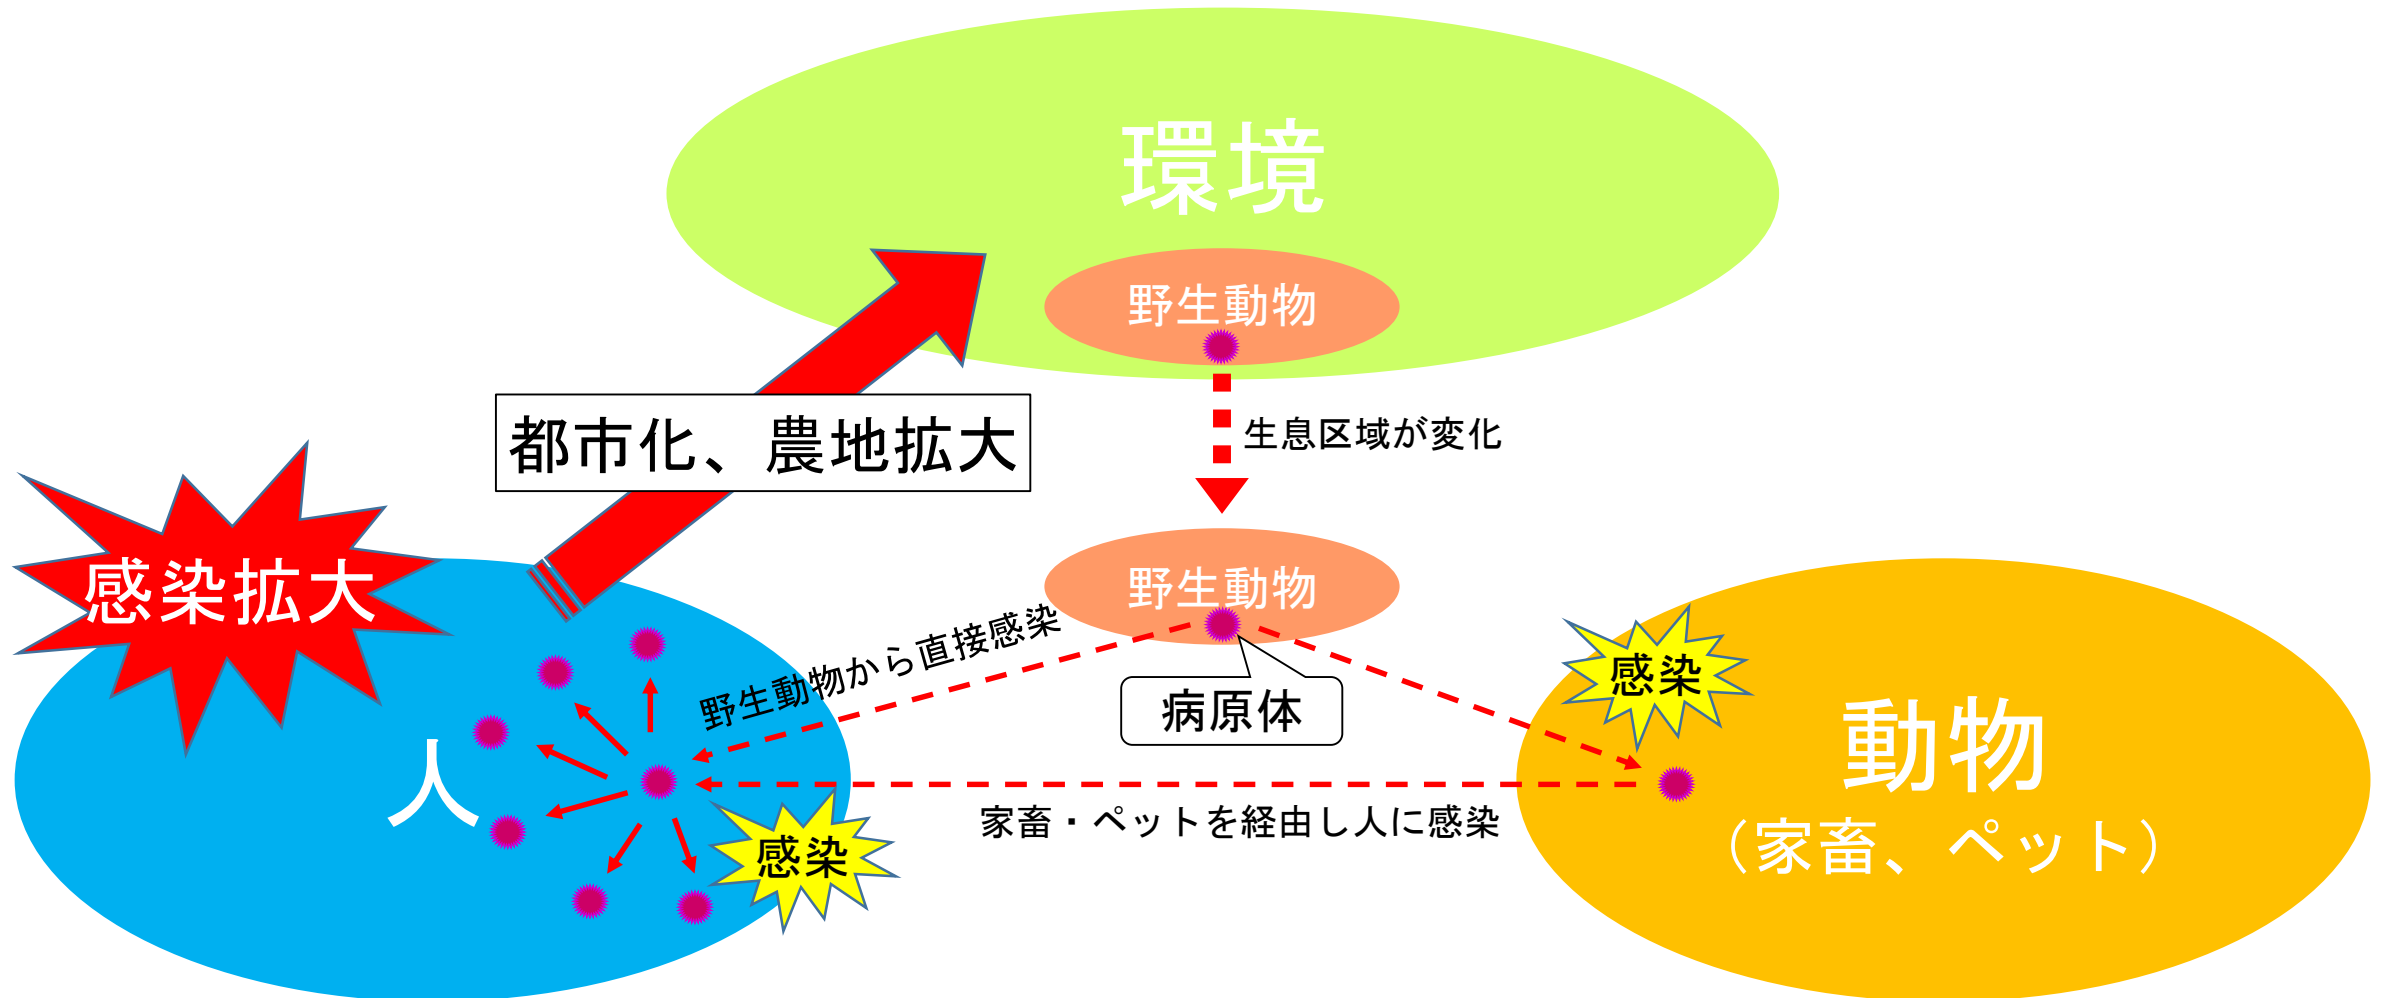 環境
野生動物
都市化、農地拡大
生息区域が変化
感染拡大
野生動物
野生動物から直接感染
感染
病原体
人
動物
（家畜、ペット）
家畜・ペットを経由し人に感染
感染